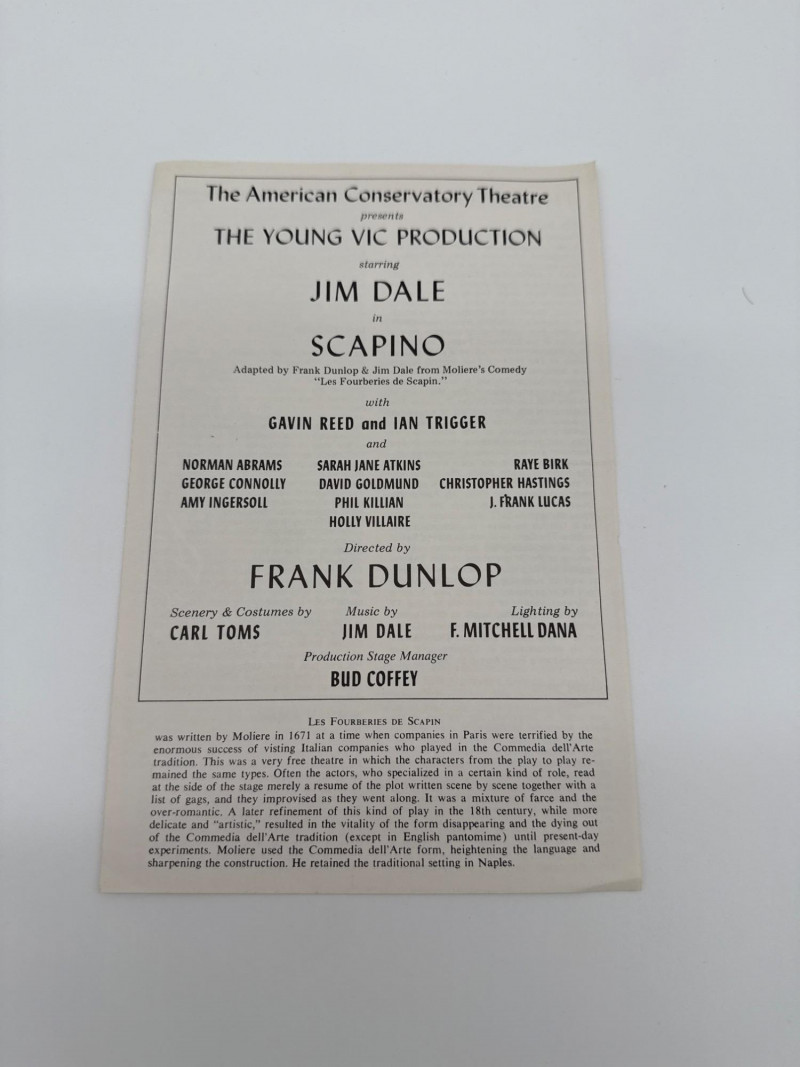 The American Conservatory Theatre
presents
THE YOUNG VIC PRODUCTION
starring
JIM DALE
in
SCAPINO
Adapted by Frank Dunlop & Jim Dale from Moliere's Comedy
"Les Fourberies de Scapin."
with
GAVIN REED and IAN TRIGGER
and
NORMAN ABRAMS SARAH JANE ATKINS RAYE BIRK
GEORGE CONNOLLY DAVID GOLDMUND CHRISTOPHER HASTINGS
AMY INGERSOLL PHIL KILLIAN J. FRANK LUCAS
HOLLY VILLAIRE
Directed by
FRANK DUNLOP
Scenery & Costumes by Music by Lighting by
CARL TOMS JIM DALE F. MITCHELL DANA
Production Stage Manager
BUD COFFEY
LES FOURBERIES DE SCAPIN
was written by Moliere in 1671 at a time when companies in Paris were terrified by the
enormous success of visting Italian companies who played in the Commedia dell'Arte
tradition. This was a very free theatre in which the characters from the play to play re-
mained the same types. Often the actors, who specialized in a certain kind of role, read
at the side of the stage merely a resume of the plot written scene by scene together with a
list of gags, and they improvised as they went along. It was a mixture of farce and the
over-romantic. A later refinement of this kind of play in the 18th century, while more
delicate and "artistic," resulted in the vitality of the form disappearing and the dying out
of the Commedia dell'Arte tradition (except in English pantomime) until present-day
experiments. Moliere used the Commedia dell'Arte form, heightening the language and
sharpening the construction. He retained the traditional setting in Naples.